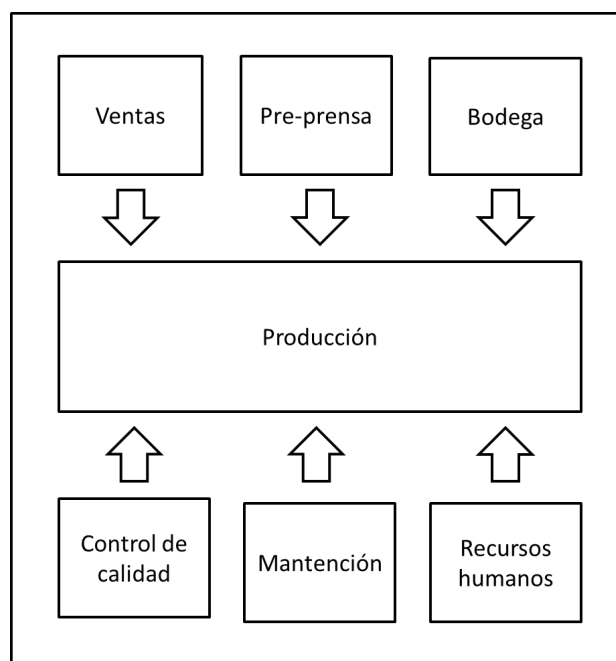 Ventas
Pre-prensa
Bodega
Producción
Control de
calidad
Mantención
Recursos
humanos